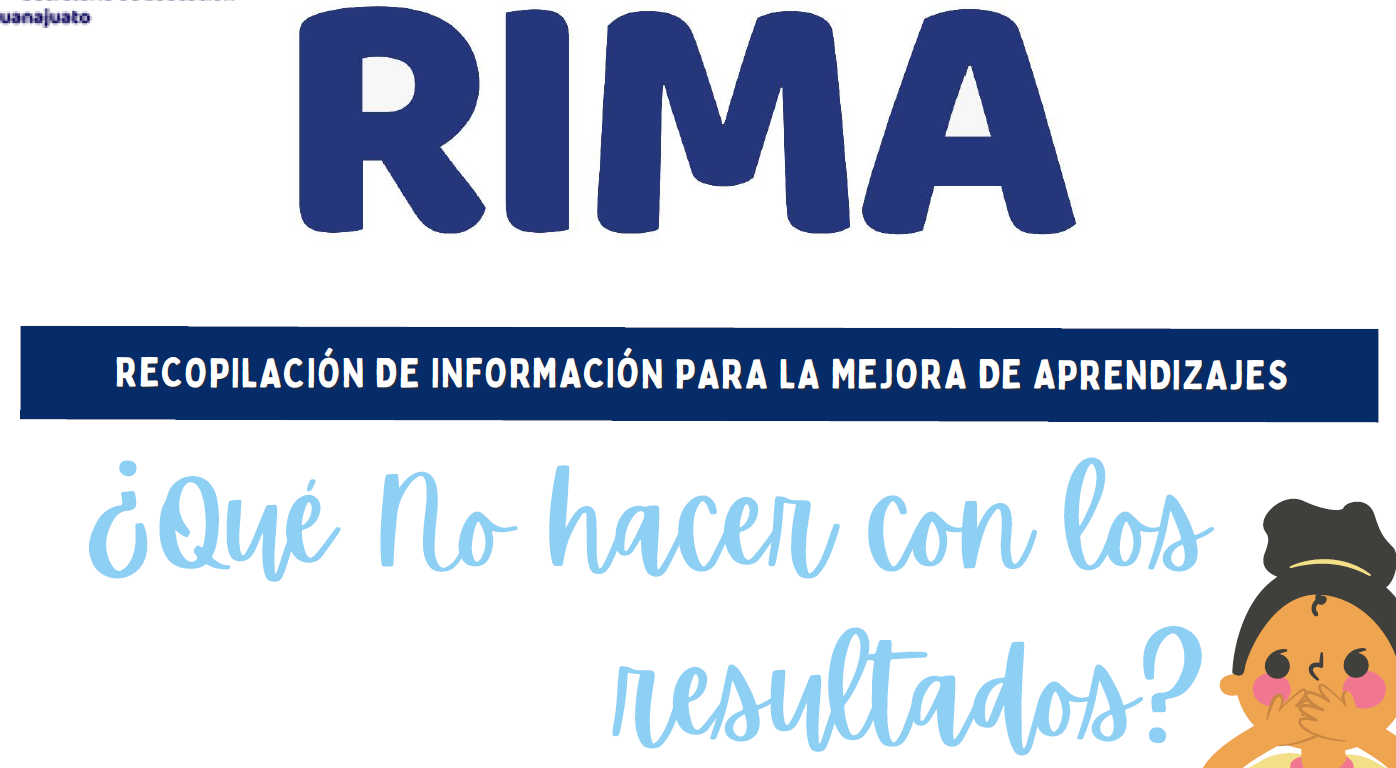 uanajuato
RIMA
RECOPILACIÓN DE INFORMACIÓN PARA LA MEJORA DE APRENDIZAJES
¿Qué No hacer con los
resultados?